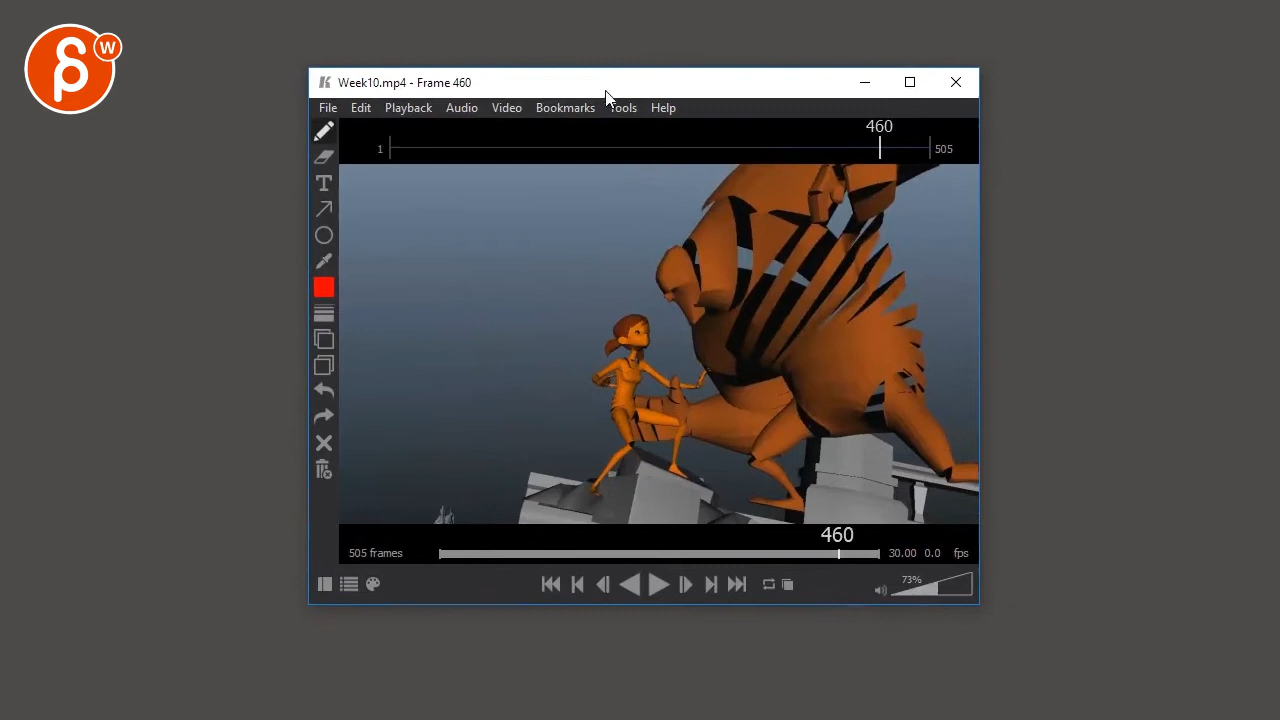 W
Week10.mp4 - Frame 460
File Edit Playback Audio Video Bookmarks Tools Help
460
1 505
T
460
505 frames 30.00 0.0 fps
73%